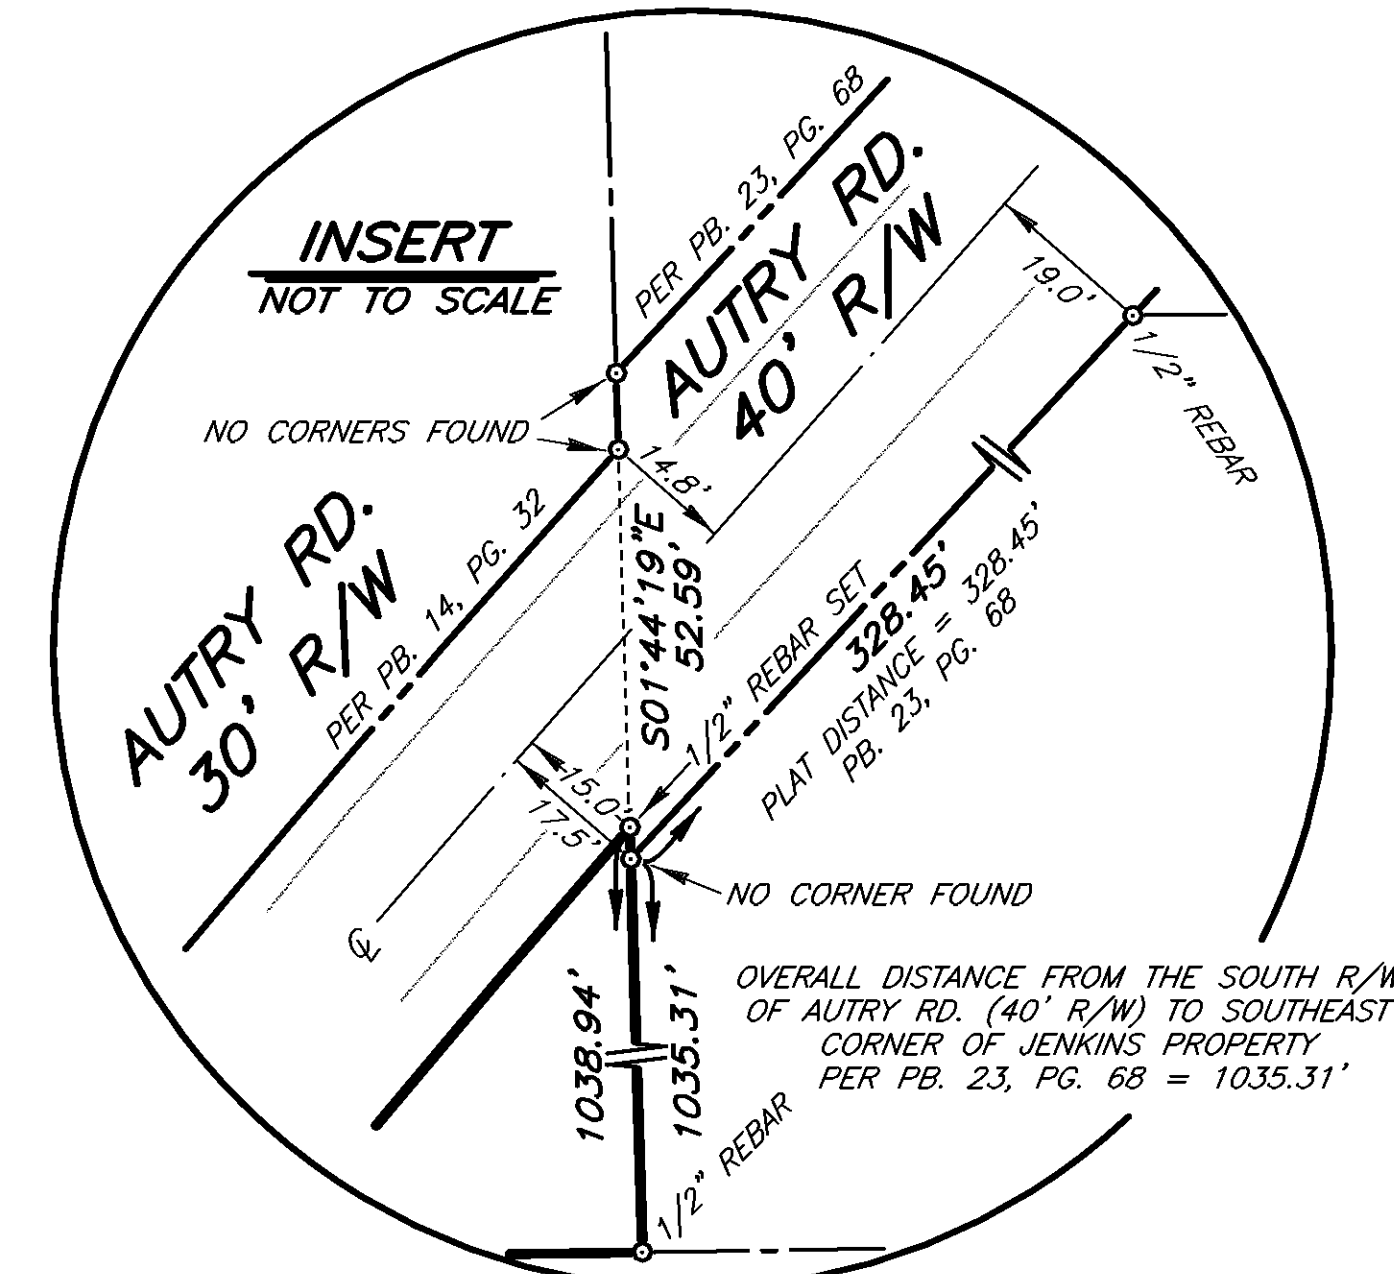 INSERT
NOT TO SCALE
PER PB. 23, PG. 68
AUTRY RD.
40' R/W
19.0'
1/2" REBAR
NO CORNERS FOUND
14.8'
AUTRY RD.
30' R/W
PER PB. 14, PG. 32
S01°44'19"E
52.59'
1/2" REBAR SET
328.45'
PLAT DISTANCE = 328.45'
PB. 23, PG. 68
15.0'
17.5'
NO CORNER FOUND
℄
1038.94'
1035.31'
OVERALL DISTANCE FROM THE SOUTH R/W
OF AUTRY RD. (40' R/W) TO SOUTHEAST
CORNER OF JENKINS PROPERTY
PER PB. 23, PG. 68 = 1035.31'
1/2" REBAR